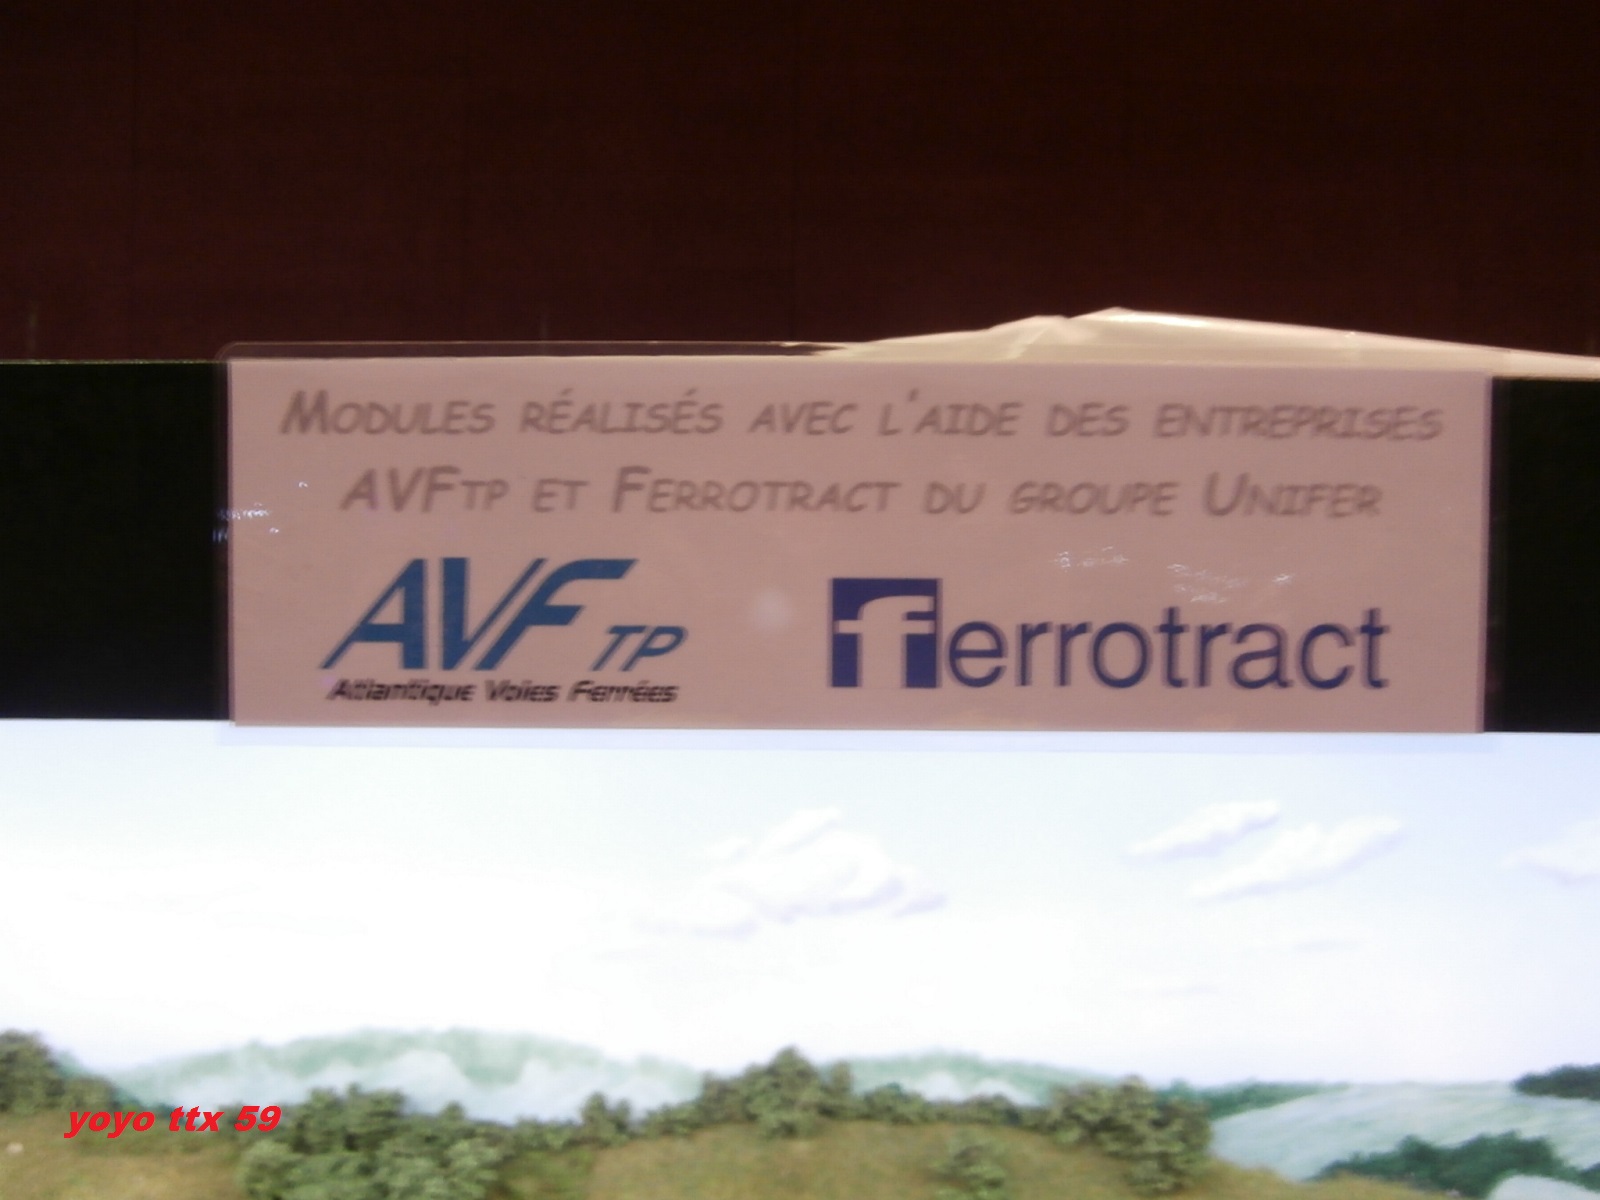 Modules réalisés avec l'aide des entreprises
AVFtp et Ferrotract du groupe Unifer
AVF TP
Atlantique Voies Ferrées
ferrotract
yoyo ttx 59